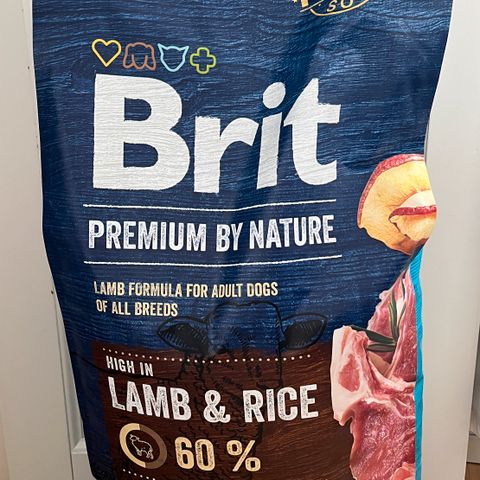 Brit
PREMIUM BY NATURE
LAMB FORMULA FOR ADULT DOGS
OF ALL BREEDS
HIGH IN
LAMB & RICE
60 %